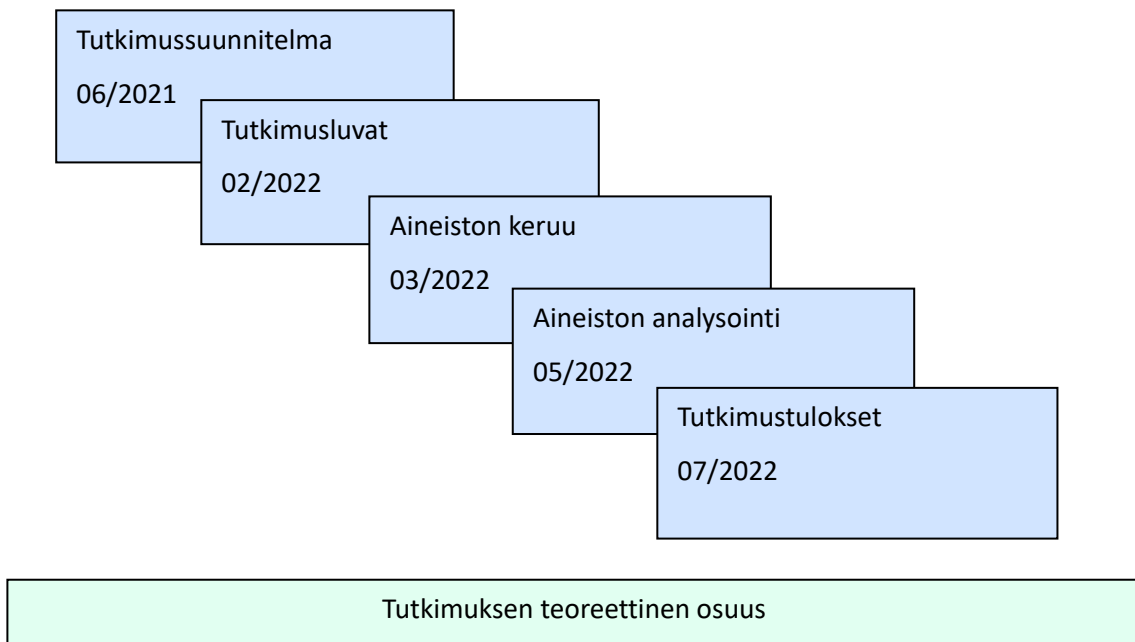 Tutkimussuunnitelma
06/2021
Tutkimusluvat
02/2022
Aineiston keruu
03/2022
Aineiston analysointi
05/2022
Tutkimustulokset
07/2022
Tutkimuksen teoreettinen osuus